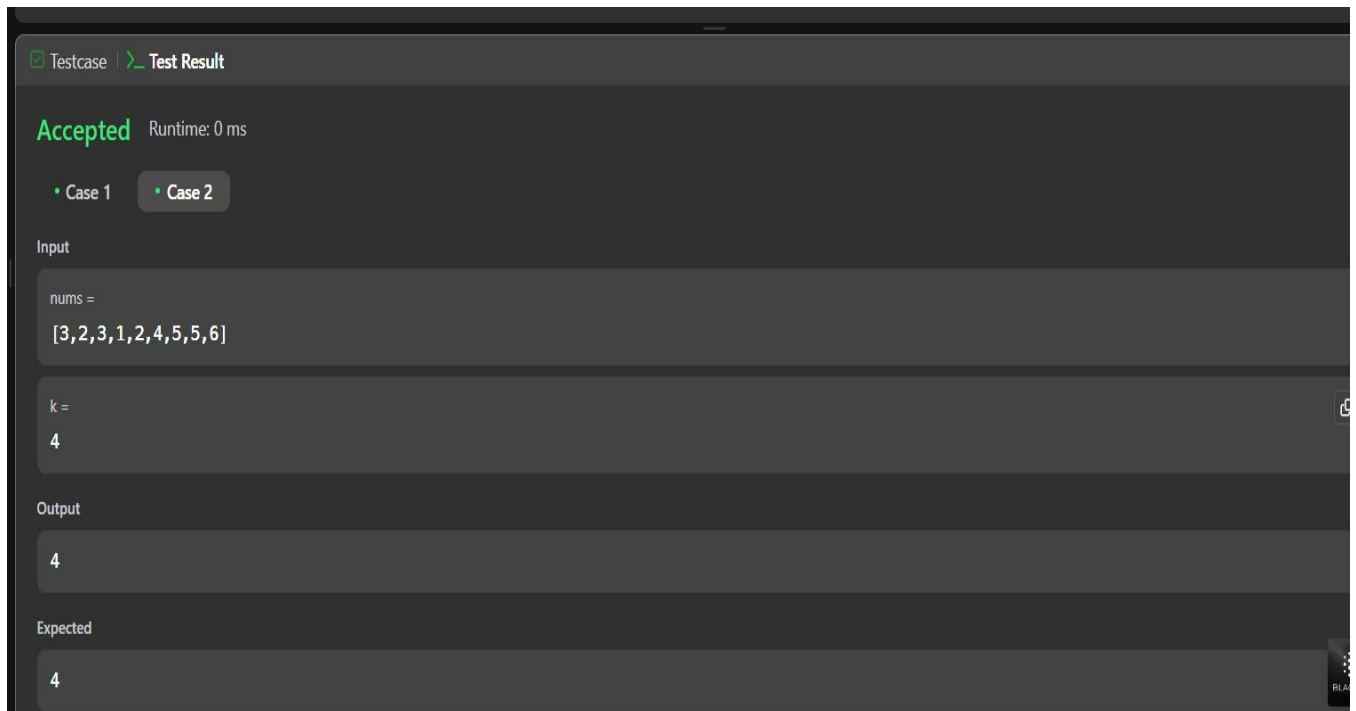 Testcase Test Result
Accepted Runtime: 0 ms
Case 1 Case 2
Input
nums =
[3,2,3,1,2,4,5,5,6]
k =
4
Output
4
Expected
4